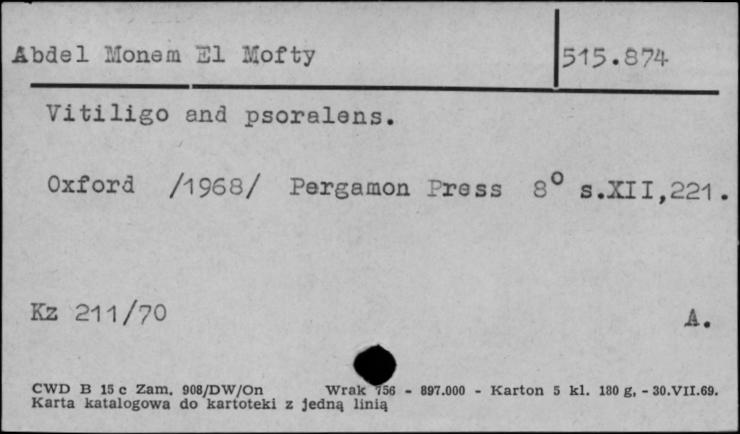 Abdel Monem El Mofty 515.874
Vitiligo and psoralens.
Oxford /1968/ Pergamon Press 8° s.XII,221.
Kz 211/70 A.
CWD B 15 c Zam. 908/DW/On Wrak 756 - 897.000 - Karton 5 kl. 180 g, - 30.VII.69.
Karta katalogowa do kartoteki z jedną linią